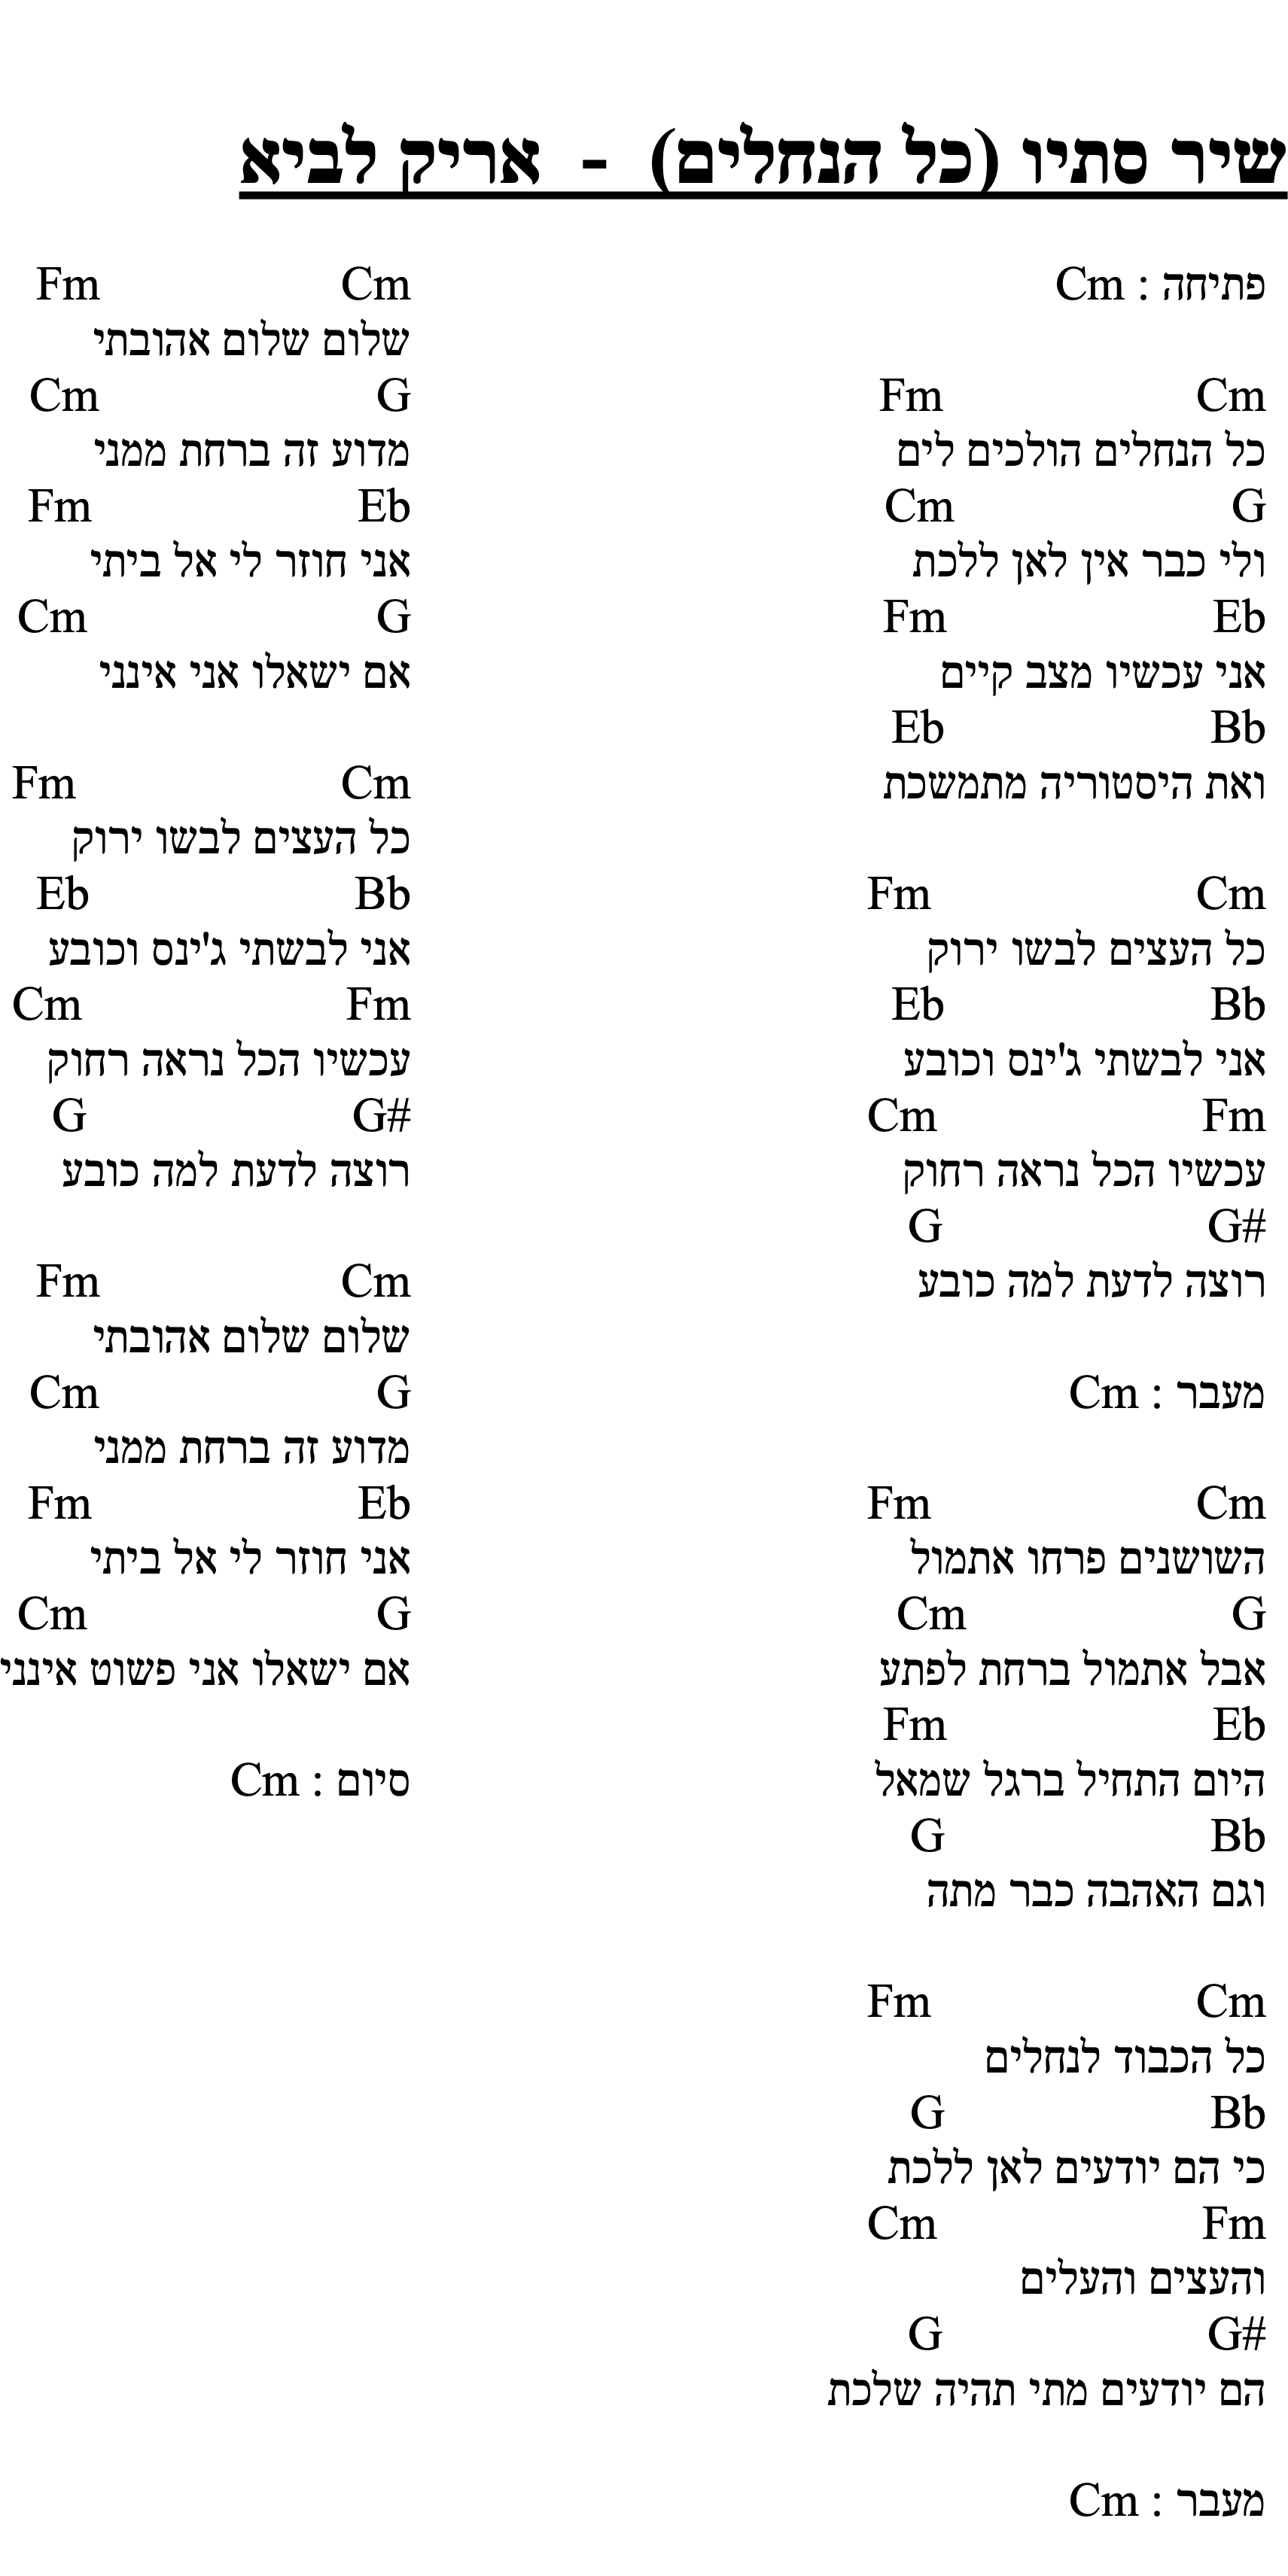 שיר סתיו (כל הנחלים) - אריק לביא
פתיחה : Cm
Cm Fm
כל הנחלים הולכים לים
G Cm
ולי כבר אין לאן ללכת
Eb Fm
אני עכשיו מצב קיים
Bb Eb
ואת היסטוריה מתמשכת
Cm Fm
כל העצים לבשו ירוק
Bb Eb
אני לבשתי ג'ינס וכובע
Fm Cm
עכשיו הכל נראה רחוק
G# G
רוצה לדעת למה כובע
מעבר : Cm
Cm Fm
השושנים פרחו אתמול
G Cm
אבל אתמול ברחת לפתע
Eb Fm
היום התחיל ברגל שמאל
Bb G
וגם האהבה כבר מתה
Cm Fm
כל הכבוד לנחלים
Bb G
כי הם יודעים לאן ללכת
Fm Cm
והעצים והעלים
G# G
הם יודעים מתי תהיה שלכת
מעבר : Cm
Cm Fm
שלום שלום אהובתי
G Cm
מדוע זה ברחת ממני
Eb Fm
אני חוזר לי אל ביתי
G Cm
אם ישאלו אני אינני
Cm Fm
כל העצים לבשו ירוק
Bb Eb
אני לבשתי ג'ינס וכובע
Fm Cm
עכשיו הכל נראה רחוק
G# G
רוצה לדעת למה כובע
Cm Fm
שלום שלום אהובתי
G Cm
מדוע זה ברחת ממני
Eb Fm
אני חוזר לי אל ביתי
G Cm
אם ישאלו אני פשוט אינני
סיום : Cm